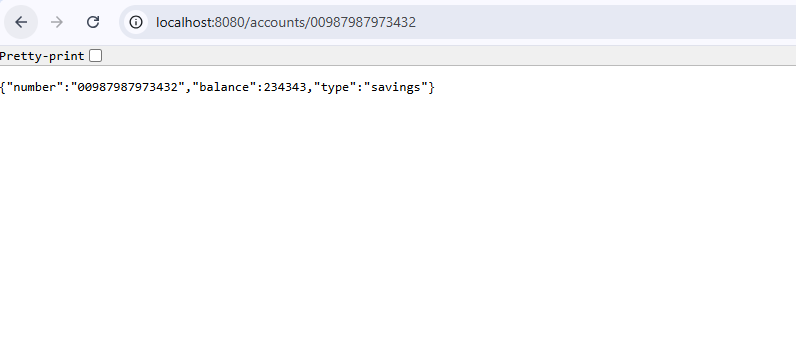 localhost:8080/accounts/00987987973432
Pretty-print
{"number":"00987987973432","balance":234343,"type":"savings"}